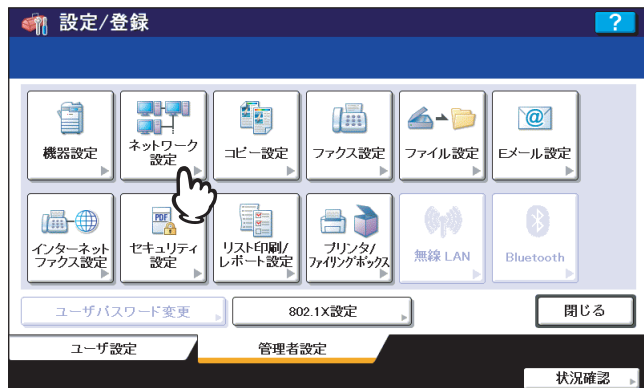 設定/登録
?
機器設定
ネットワーク
設定
コピー設定
ファクス設定
ファイル設定
Eメール設定
@
インターネット
ファクス設定
PDF
セキュリティ
設定
リスト印刷/
レポート設定
プリンタ/
ファイリングボックス
無線 LAN
Bluetooth
ユーザパスワード変更
802.1X設定
閉じる
ユーザ設定
管理者設定
状況確認